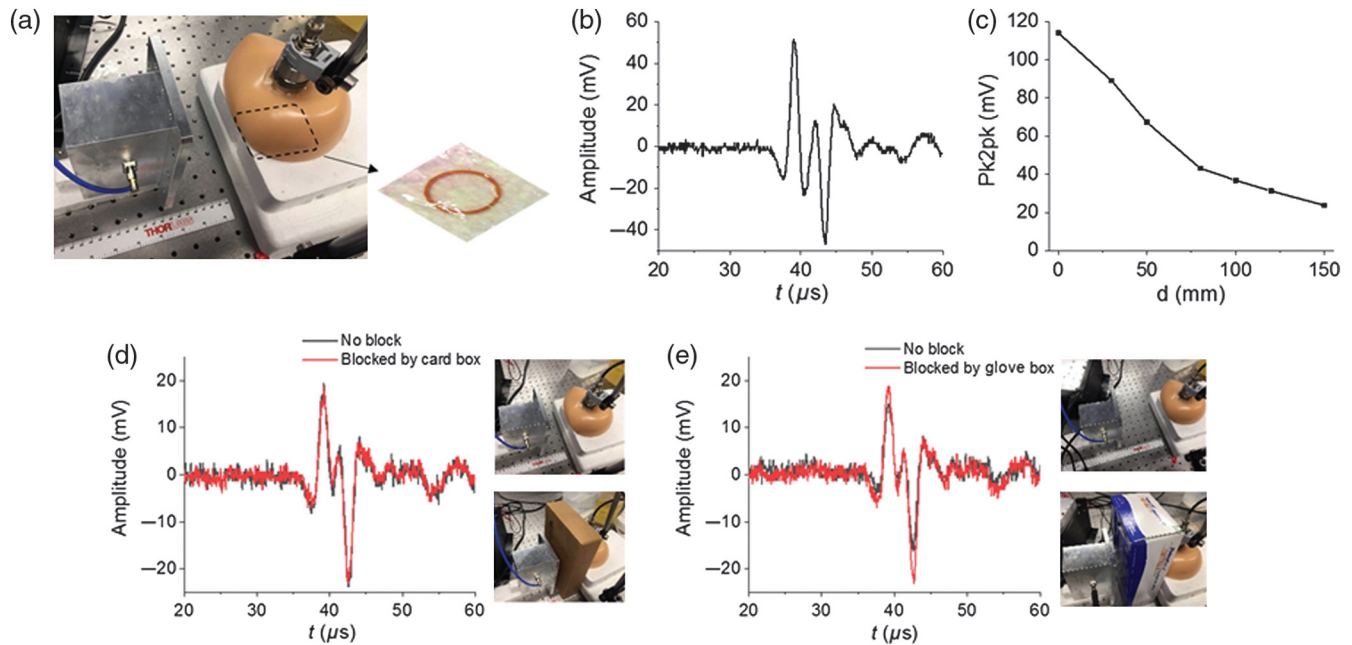 (a)
THORLABS
(b)
Amplitude (mV)
60
40
20
0
−20
−40
20
30
40
50
60
t (μs)
(c)
Pk2pk (mV)
120
100
80
60
40
20
0
0
50
100
150
d (mm)
(d)
No block
Blocked by card box
Amplitude (mV)
20
10
0
−10
−20
20
30
40
50
60
t (μs)
(e)
No block
Blocked by glove box
Amplitude (mV)
20
10
0
−10
−20
20
30
40
50
60
t (μs)